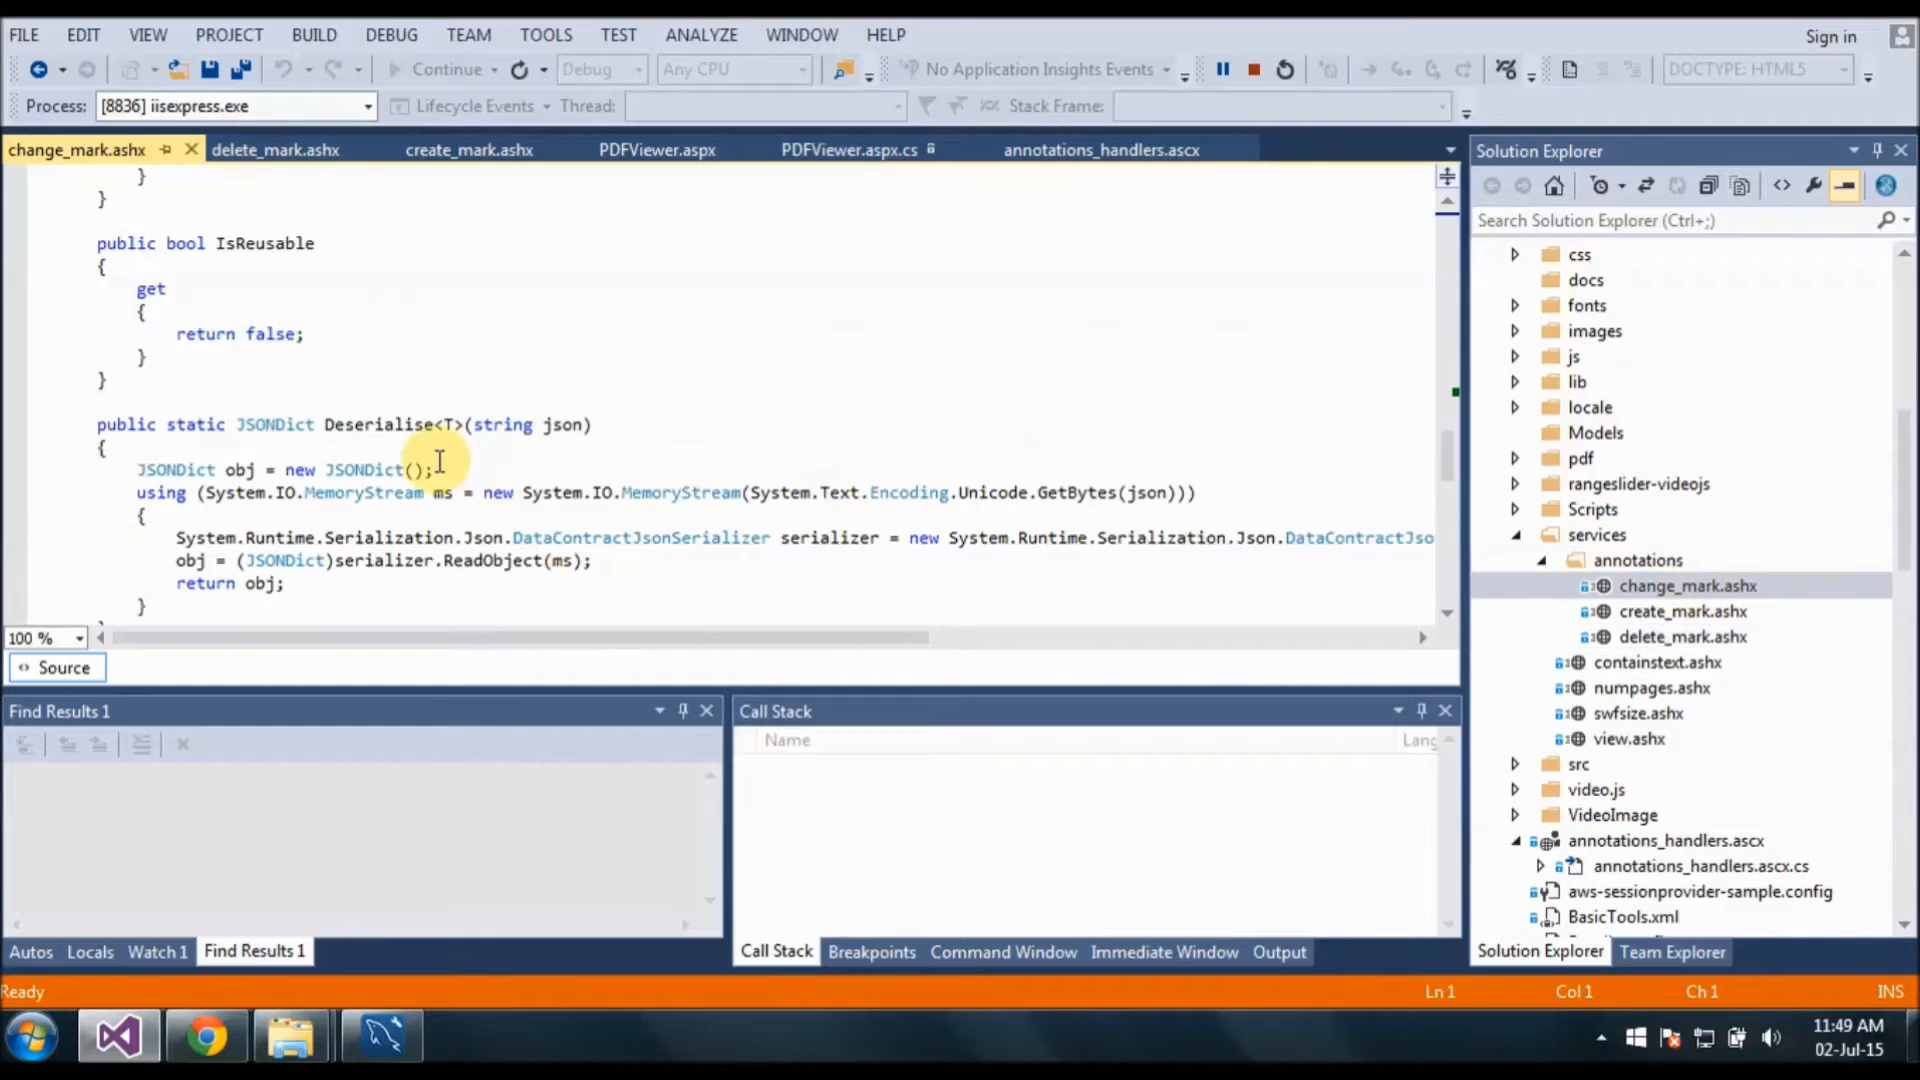 FILE EDIT VIEW PROJECT BUILD DEBUG TEAM TOOLS TEST ANALYZE WINDOW HELP Sign in
Continue Debug Any CPU No Application Insights Events DOCTYPE: HTML5
Process: [8836] iisexpress.exe Lifecycle Events Thread: Stack Frame:
change_mark.ashx delete_mark.ashx create_mark.ashx PDFViewer.aspx PDFViewer.aspx.cs annotations_handlers.ascx
}
}
public bool IsReusable
{
get
{
return false;
}
}
public static JSONDict Deserialise<T>(string json)
{
JSONDict obj = new JSONDict();
using (System.IO.MemoryStream ms = new System.IO.MemoryStream(System.Text.Encoding.Unicode.GetBytes(json)))
{
System.Runtime.Serialization.Json.DataContractJsonSerializer serializer = new System.Runtime.Serialization.Json.DataContractJso
obj = (JSONDict)serializer.ReadObject(ms);
return obj;
}
100 %
Source
Solution Explorer
Search Solution Explorer (Ctrl+;)
css
docs
fonts
images
js
lib
locale
Models
pdf
rangeslider-videojs
Scripts
services
annotations
change_mark.ashx
create_mark.ashx
delete_mark.ashx
containstext.ashx
numpages.ashx
swfsize.ashx
view.ashx
src
video.js
VideoImage
annotations_handlers.ascx
annotations_handlers.ascx.cs
aws-sessionprovider-sample.config
BasicTools.xml
Solution Explorer Team Explorer
Find Results 1
Call Stack
Name Lang
Autos Locals Watch 1 Find Results 1
Call Stack Breakpoints Command Window Immediate Window Output
Ready Ln 1 Col 1 Ch 1 INS
11:49 AM
02-Jul-15